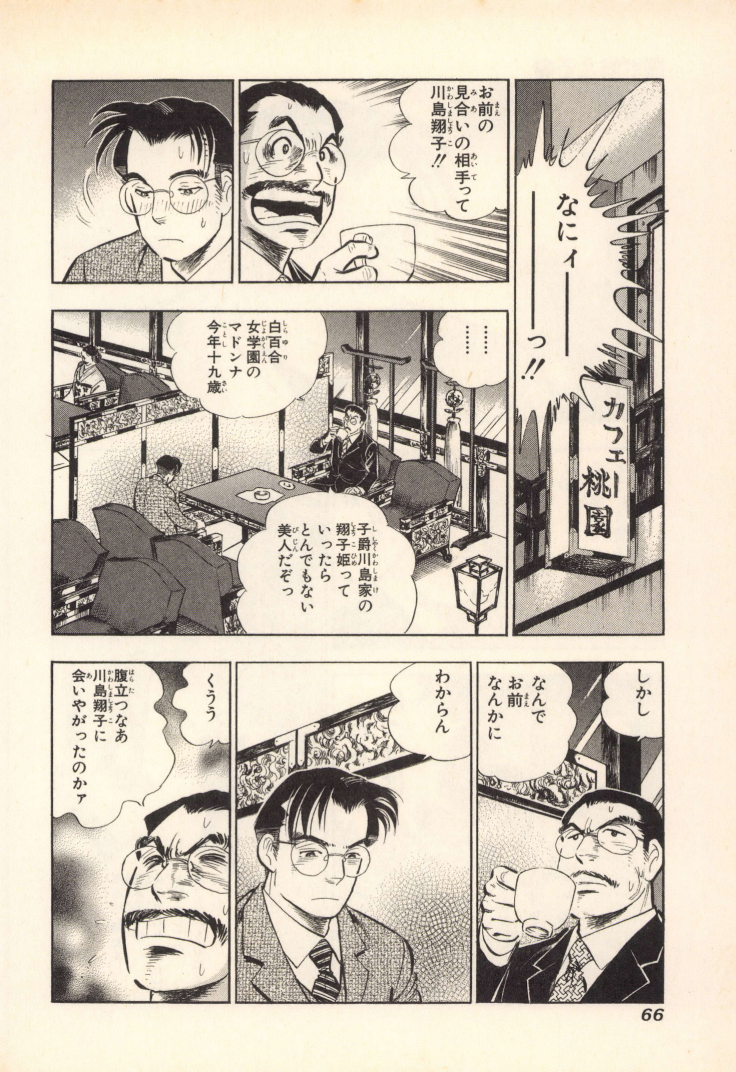 なにィ――っ!!
カフェー
桃園
お前の
見合いの相手って
川島翔子!!
…………
白百合
女学園の
マドンナ
今年十九歳
子爵川島家の
翔子姫って
いったら
とんでもない
美人だぞっ
しかし
なんで
お前
なんかに
わからん
くうう
腹立つなあ
川島翔子に
会いやがったのかァ
66